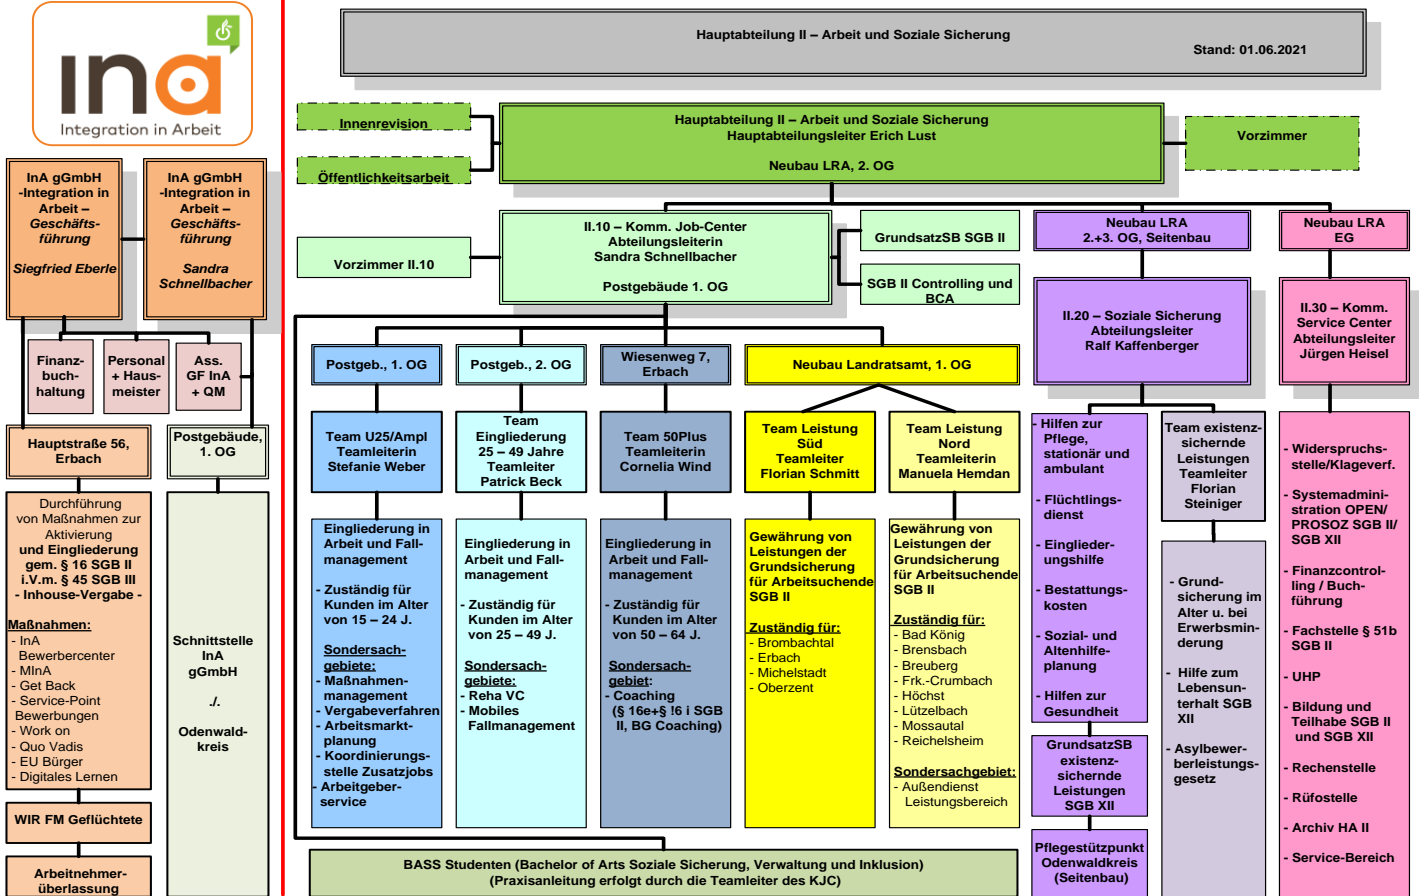 ina
Integration in Arbeit
InA gGmbH
-Integration in
Arbeit –
Geschäfts-
führung
Siegfried Eberle
InA gGmbH
-Integration in
Arbeit –
Geschäfts-
führung
Sandra
Schnellbacher
Finanz-
buch-
haltung
Personal
+ Haus-
meister
Ass.
GF InA
+ QM
Hauptstraße 56,
Erbach
Postgebäude,
1. OG
Durchführung
von Maßnahmen zur
Aktivierung
und Eingliederung
gem. § 16 SGB II
i.V.m. § 45 SGB III
- Inhouse-Vergabe -
Maßnahmen:
- InA
Bewerbercenter
- MInA
- Get Back
- Service-Point
Bewerbungen
- Work on
- Quo Vadis
- EU Bürger
- Digitales Lernen
WIR FM Geflüchtete
Arbeitnehmer-
überlassung
Schnittstelle
InA
gGmbH
./.
Odenwald-
kreis
Hauptabteilung II – Arbeit und Soziale Sicherung
Stand: 01.06.2021
Innenrevision
Öffentlichkeitsarbeit
Hauptabteilung II – Arbeit und Soziale Sicherung
Hauptabteilungsleiter Erich Lust
Neubau LRA, 2. OG
Vorzimmer
Vorzimmer II.10
II.10 – Komm. Job-Center
Abteilungsleiterin
Sandra Schnellbacher
Postgebäude 1. OG
GrundsatzSB SGB II
SGB II Controlling und
BCA
Neubau LRA
2.+3. OG, Seitenbau
Neubau LRA
EG
II.20 – Soziale Sicherung
Abteilungsleiter
Ralf Kaffenberger
II.30 – Komm.
Service Center
Abteilungsleiter
Jürgen Heisel
Postgeb., 1. OG
Postgeb., 2. OG
Wiesenweg 7,
Erbach
Neubau Landratsamt, 1. OG
Team U25/Ampl
Teamleiterin
Stefanie Weber
Team
Eingliederung
25 – 49 Jahre
Teamleiter
Patrick Beck
Team 50Plus
Teamleiterin
Cornelia Wind
Team Leistung
Süd
Teamleiter
Florian Schmitt
Team Leistung
Nord
Teamleiterin
Manuela Hemdan
Eingliederung in
Arbeit und Fall-
management
- Zuständig für
Kunden im Alter
von 15 – 24 J.
Sondersach-
gebiete:
- Maßnahmen-
management
- Vergabeverfahren
- Arbeitsmarkt-
planung
- Koordinierungs-
stelle Zusatzjobs
- Arbeitgeber-
service
Eingliederung in
Arbeit und Fall-
management
- Zuständig für
Kunden im Alter
von 25 – 49 J.
Sondersach-
gebiete:
- Reha VC
- Mobiles
Fallmanagement
Eingliederung in
Arbeit und Fall-
management
- Zuständig für
Kunden im Alter
von 50 – 64 J.
Sondersach-
gebiet:
- Coaching
(§ 16e+§ !6 i SGB
II, BG Coaching)
Gewährung von
Leistungen der
Grundsicherung
für Arbeitsuchende
SGB II
Zuständig für:
- Brombachtal
- Erbach
- Michelstadt
- Oberzent
Gewährung von
Leistungen der
Grundsicherung
für Arbeitsuchende
SGB II
Zuständig für:
- Bad König
- Brensbach
- Breuberg
- Frk.-Crumbach
- Höchst
- Lützelbach
- Mossautal
- Reichelsheim
Sondersachgebiet:
- Außendienst
Leistungsbereich
BASS Studenten (Bachelor of Arts Soziale Sicherung, Verwaltung und Inklusion)
(Praxisanleitung erfolgt durch die Teamleiter des KJC)
- Hilfen zur
Pflege,
stationär und
ambulant
- Flüchtlings-
dienst
- Einglieder-
ungshilfe
- Bestattungs-
kosten
- Sozial- und
Altenhilfe-
planung
- Hilfen zur
Gesundheit
GrundsatzSB
existenz-
sichernde
Leistungen
SGB XII
Pflegestützpunkt
Odenwaldkreis
(Seitenbau)
Team existenz-
sichernde
Leistungen
Teamleiter
Florian
Steiniger
- Grund-
sicherung im
Alter u. bei
Erwerbsmin-
derung
- Hilfe zum
Lebensun-
terhalt SGB
XII
- Asylbewer-
berleistungs-
gesetz
- Widerspruchs-
stelle/Klageverf.
- Systemadmini-
stration OPEN/
PROSOZ SGB II/
SGB XII
- Finanzcontrol-
ling / Buch-
führung
- Fachstelle § 51b
SGB II
- UHP
- Bildung und
Teilhabe SGB II
und SGB XII
- Rechenstelle
- Rüfostelle
- Archiv HA II
- Service-Bereich